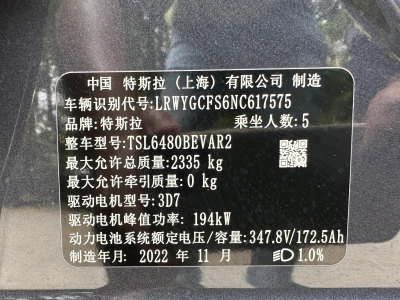 中国 特斯拉（上海）有限公司 制造
车辆识别代号:LRWYGCFS6NC617575
品牌:特斯拉 乘坐人数:5
整车型号:TSL6480BEVAR2
最大允许总质量:2335 kg
最大允许牵引质量:0 kg
驱动电机型号:3D7
驱动电机峰值功率: 194kW
动力电池系统额定电压/容量:347.8V/172.5Ah
制造年月: 2022 年 11 月 1.0%